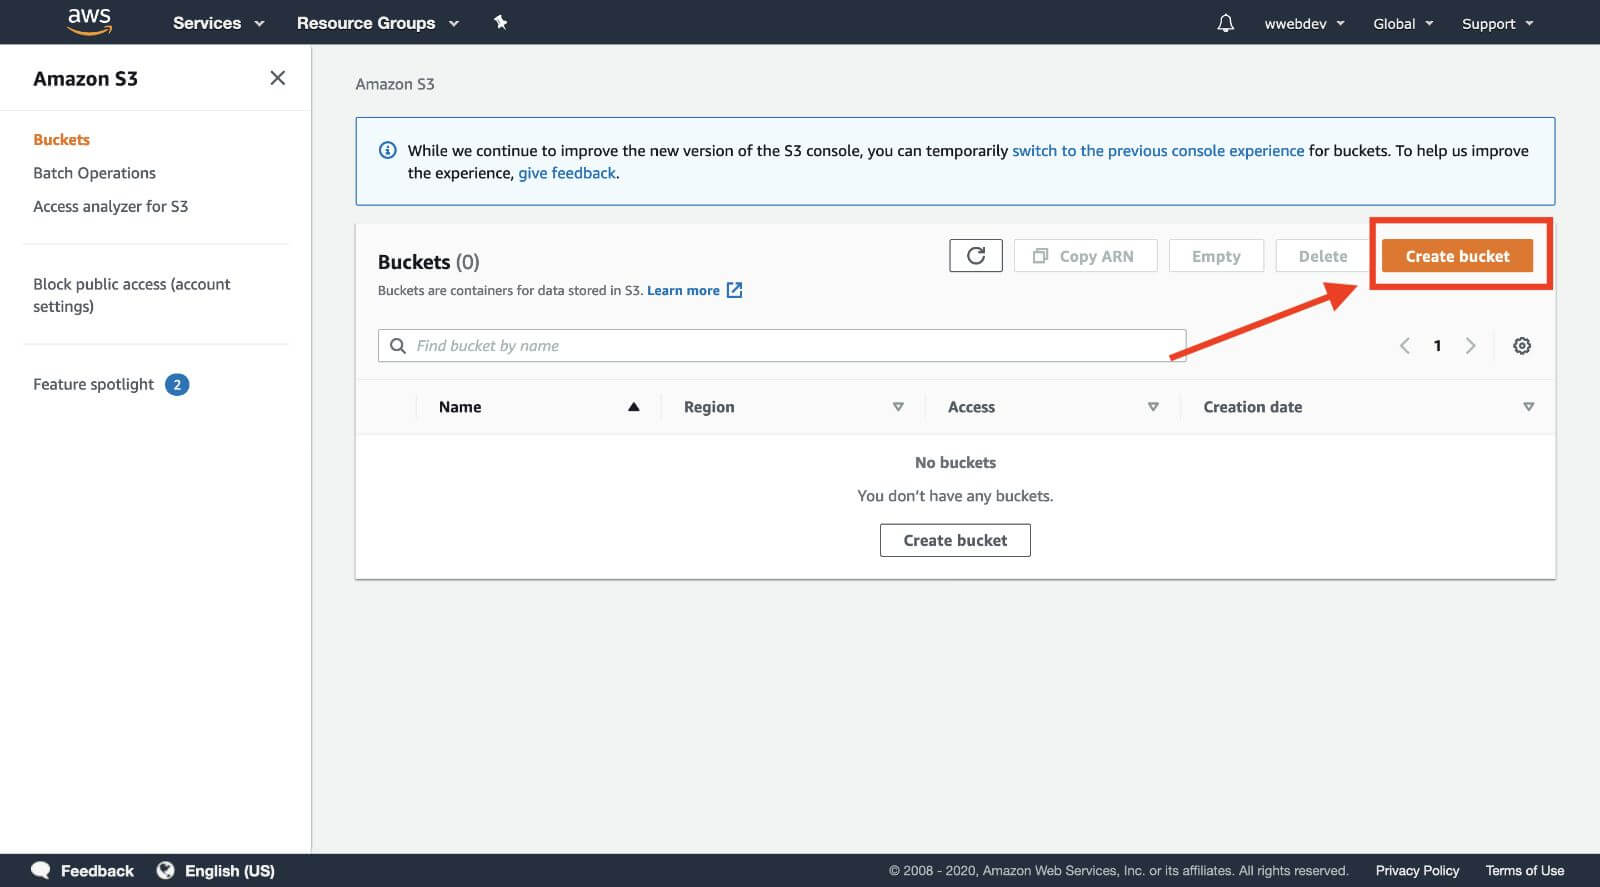 aws Services Resource Groups wwebdev Global Support
Amazon S3
Buckets
Batch Operations
Access analyzer for S3
Block public access (account
settings)
Feature spotlight 2
Amazon S3
While we continue to improve the new version of the S3 console, you can temporarily switch to the previous console experience for buckets. To help us improve
the experience, give feedback.
Buckets (0)
Buckets are containers for data stored in S3. Learn more
Copy ARN Empty Delete Create bucket
Find bucket by name
1
Name Region Access Creation date
No buckets
You don't have any buckets.
Create bucket
Feedback English (US) © 2008 - 2020, Amazon Web Services, Inc. or its affiliates. All rights reserved. Privacy Policy Terms of Use